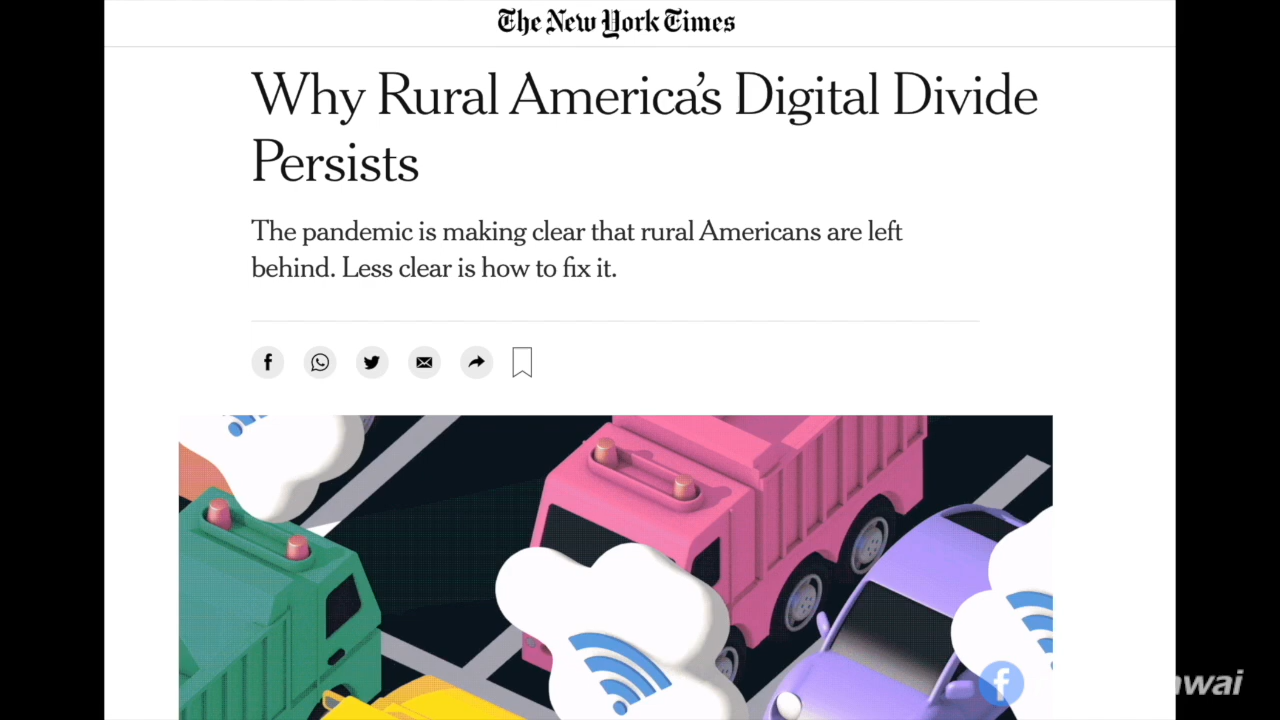 The New York Times
Why Rural America's Digital Divide
Persists
The pandemic is making clear that rural Americans are left
behind. Less clear is how to fix it.